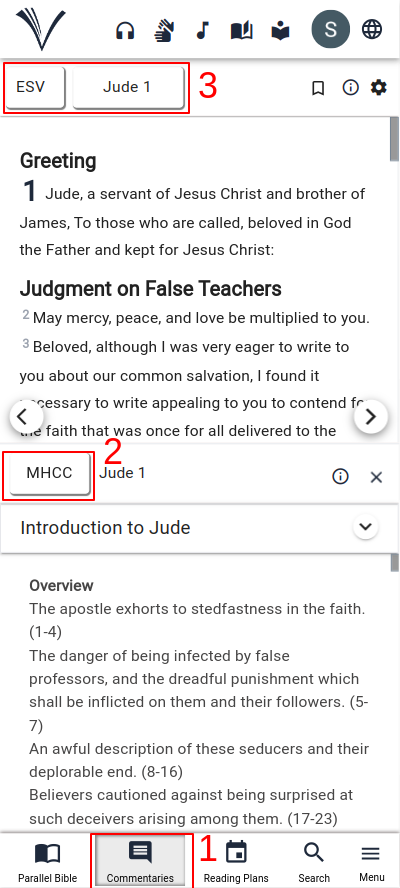 S
ESV
Jude 1
3
Greeting
1 Jude, a servant of Jesus Christ and brother of
James, To those who are called, beloved in God
the Father and kept for Jesus Christ:
Judgment on False Teachers
2 May mercy, peace, and love be multiplied to you.
3 Beloved, although I was very eager to write to
you about our common salvation, I found it
necessary to write appealing to you to contend for
the faith that was once for all delivered to the
2
MHCC
Jude 1
Introduction to Jude
Overview
The apostle exhorts to stedfastness in the faith.
(1-4)
The danger of being infected by false
professors, and the dreadful punishment which
shall be inflicted on them and their followers. (5-
7)
An awful description of these seducers and their
deplorable end. (8-16)
Believers cautioned against being surprised at
such deceivers arising among them. (17-23)
1
Parallel Bible
Commentaries
Reading Plans
Search
Menu